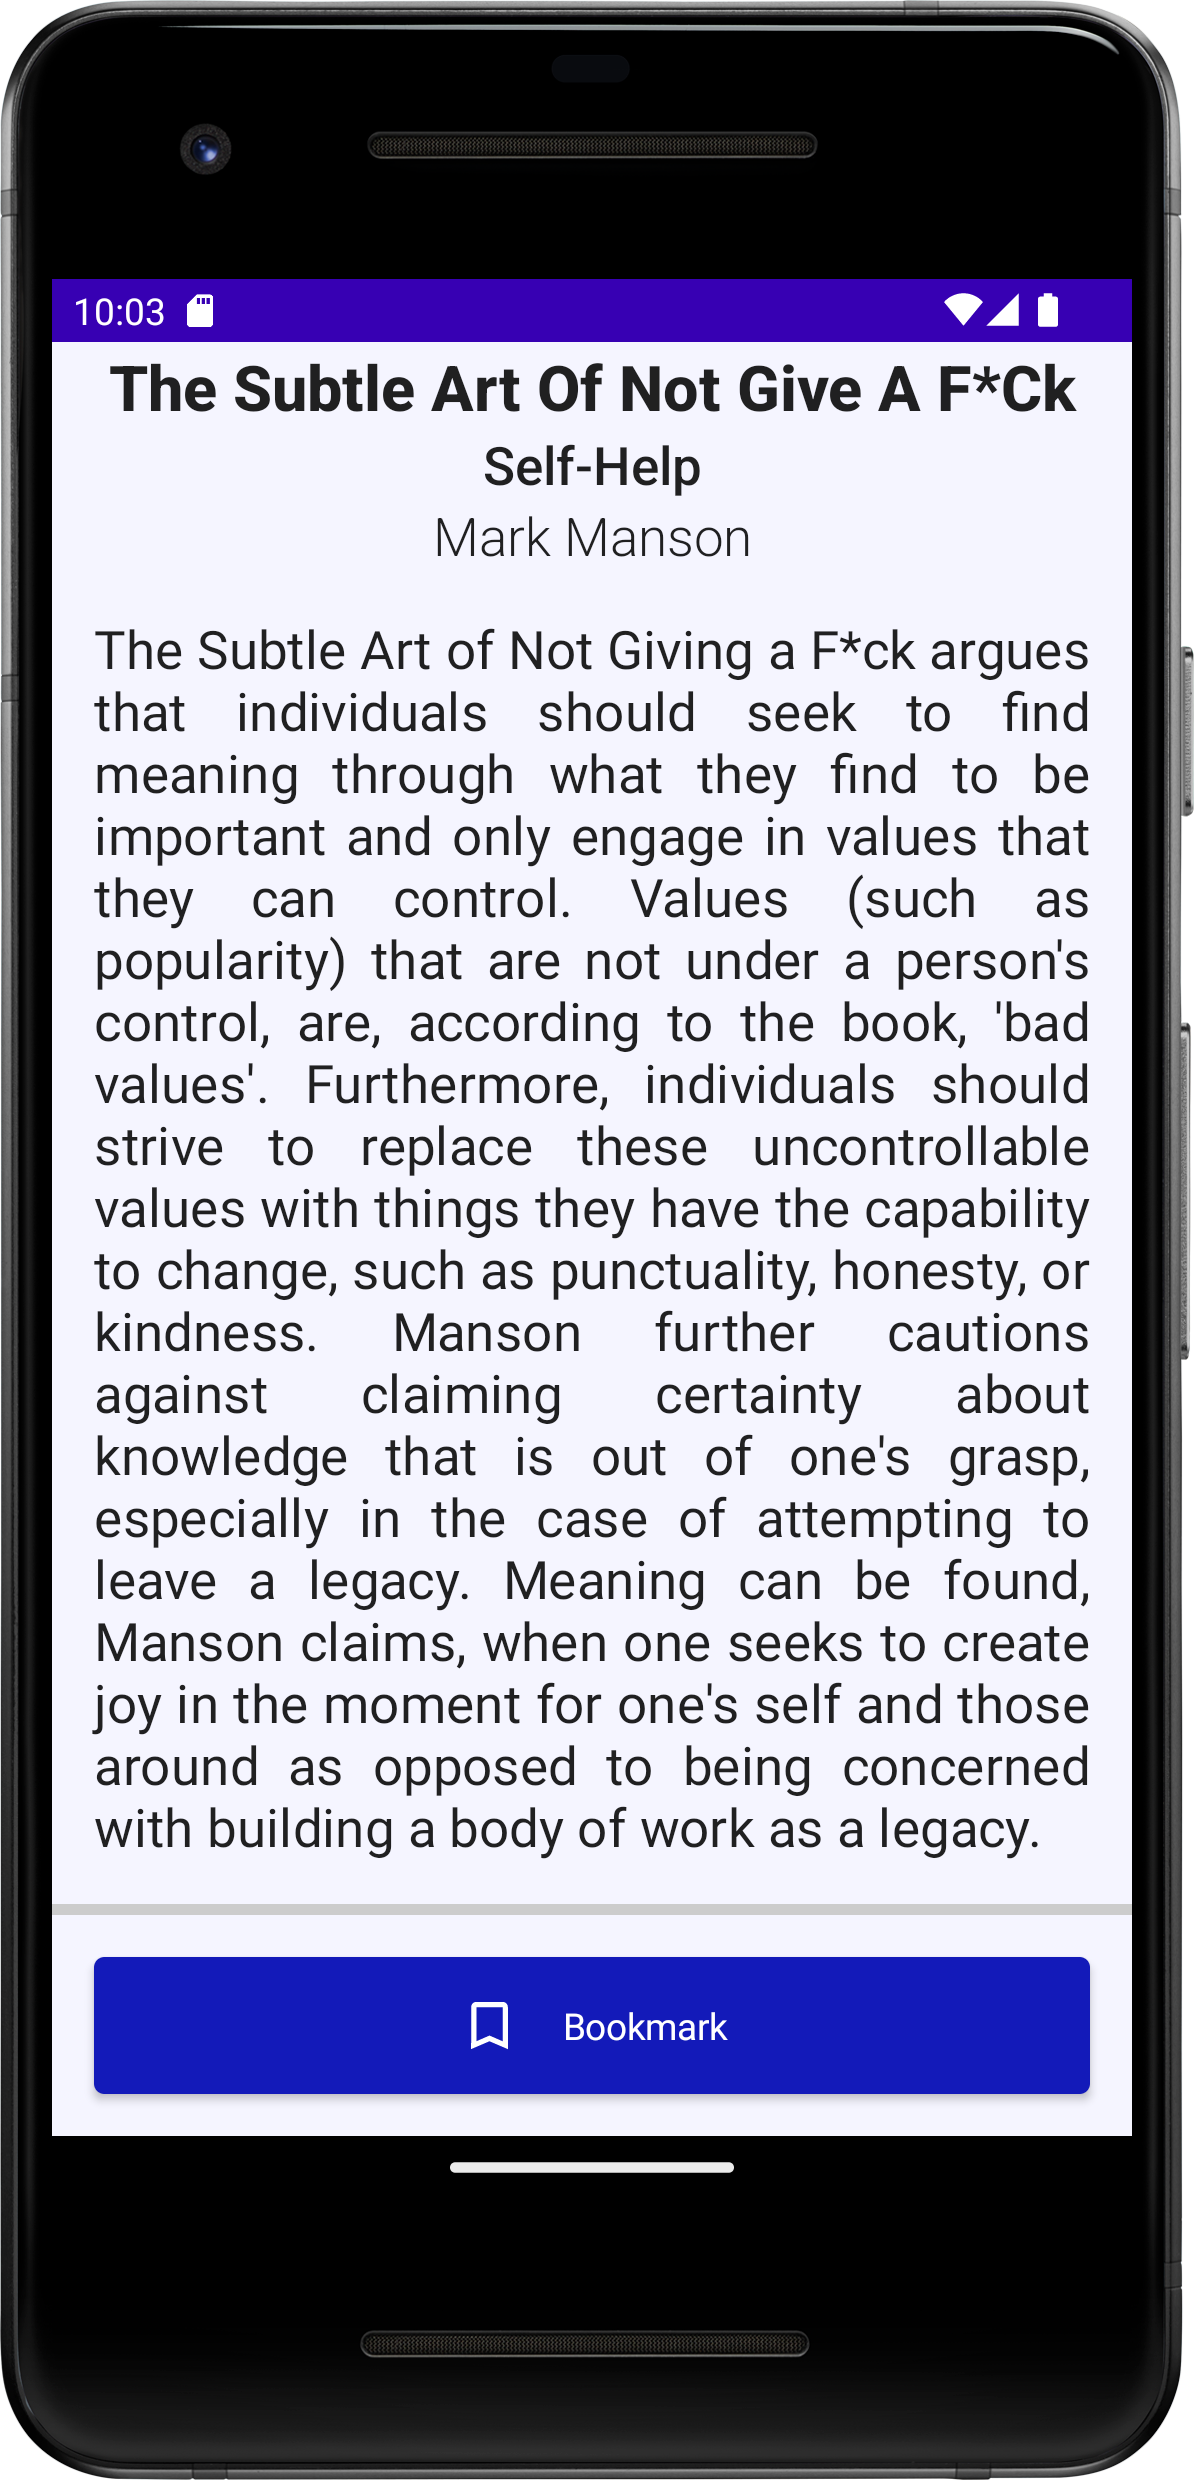 10:03
The Subtle Art Of Not Give A F*Ck
Self-Help
Mark Manson
The Subtle Art of Not Giving a F*ck argues
that individuals should seek to find
meaning through what they find to be
important and only engage in values that
they can control. Values (such as
popularity) that are not under a person's
control, are, according to the book, 'bad
values'. Furthermore, individuals should
strive to replace these uncontrollable
values with things they have the capability
to change, such as punctuality, honesty, or
kindness. Manson further cautions
against claiming certainty about
knowledge that is out of one's grasp,
especially in the case of attempting to
leave a legacy. Meaning can be found,
Manson claims, when one seeks to create
joy in the moment for one's self and those
around as opposed to being concerned
with building a body of work as a legacy.
Bookmark